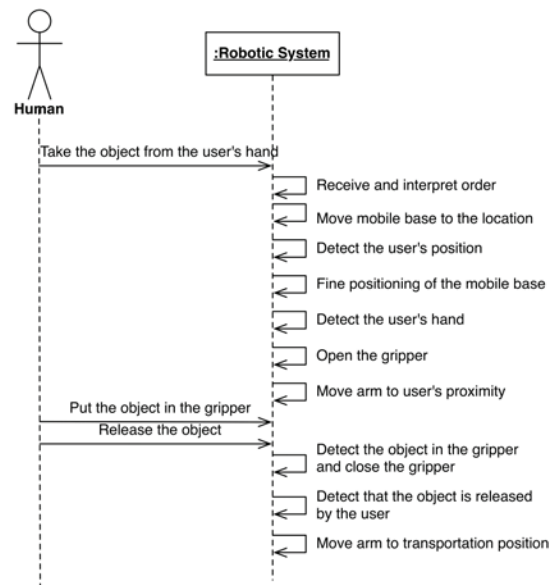 :Robotic System
Human
Take the object from the user's hand
Receive and interpret order
Move mobile base to the location
Detect the user's position
Fine positioning of the mobile base
Detect the user's hand
Open the gripper
Move arm to user's proximity
Put the object in the gripper
Release the object
Detect the object in the gripper
and close the gripper
Detect that the object is released
by the user
Move arm to transportation position